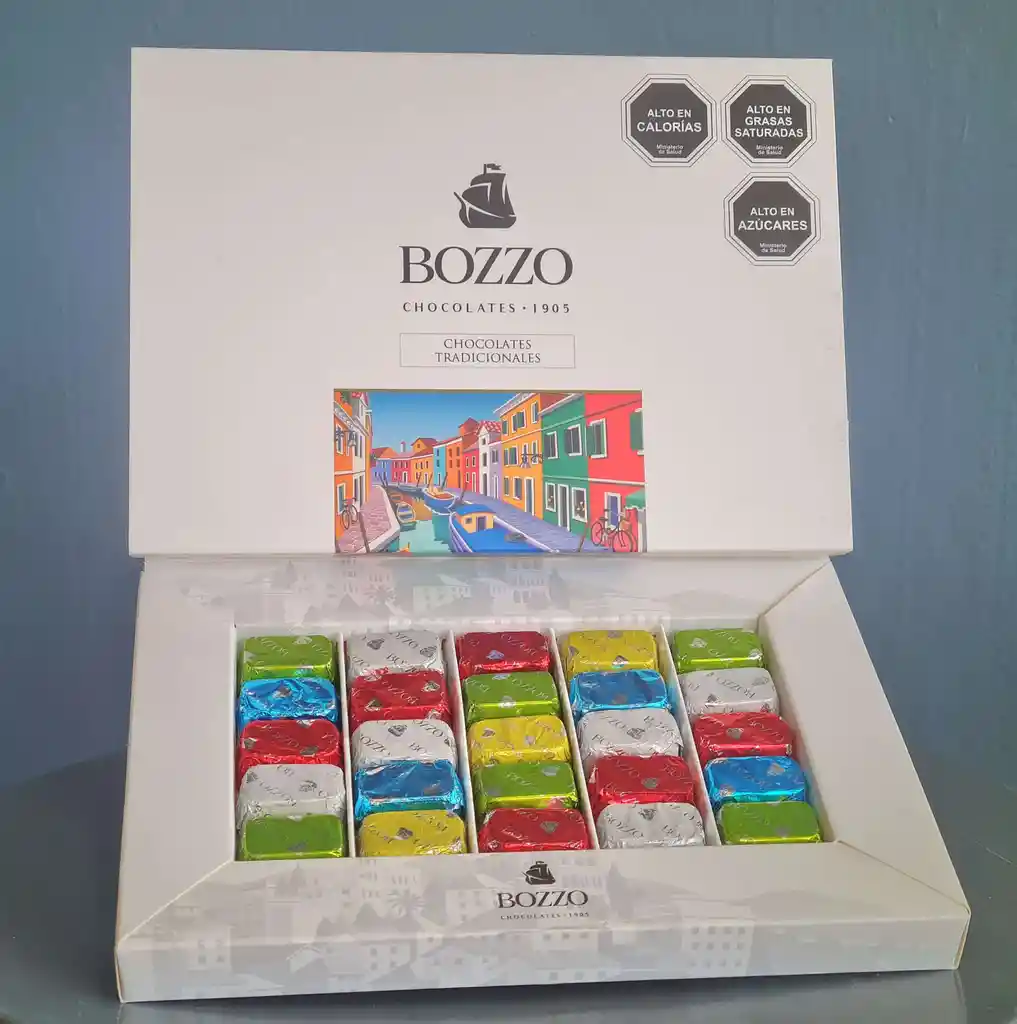 ALTO EN
CALORÍAS
Ministerio
de Salud
ALTO EN
GRASAS
SATURADAS
Ministerio
de Salud
ALTO EN
AZÚCARES
Ministerio
de Salud
BOZZO
CHOCOLATES • 1905
CHOCOLATES
TRADICIONALES
BOZZO
CHOCOLATES • 1905